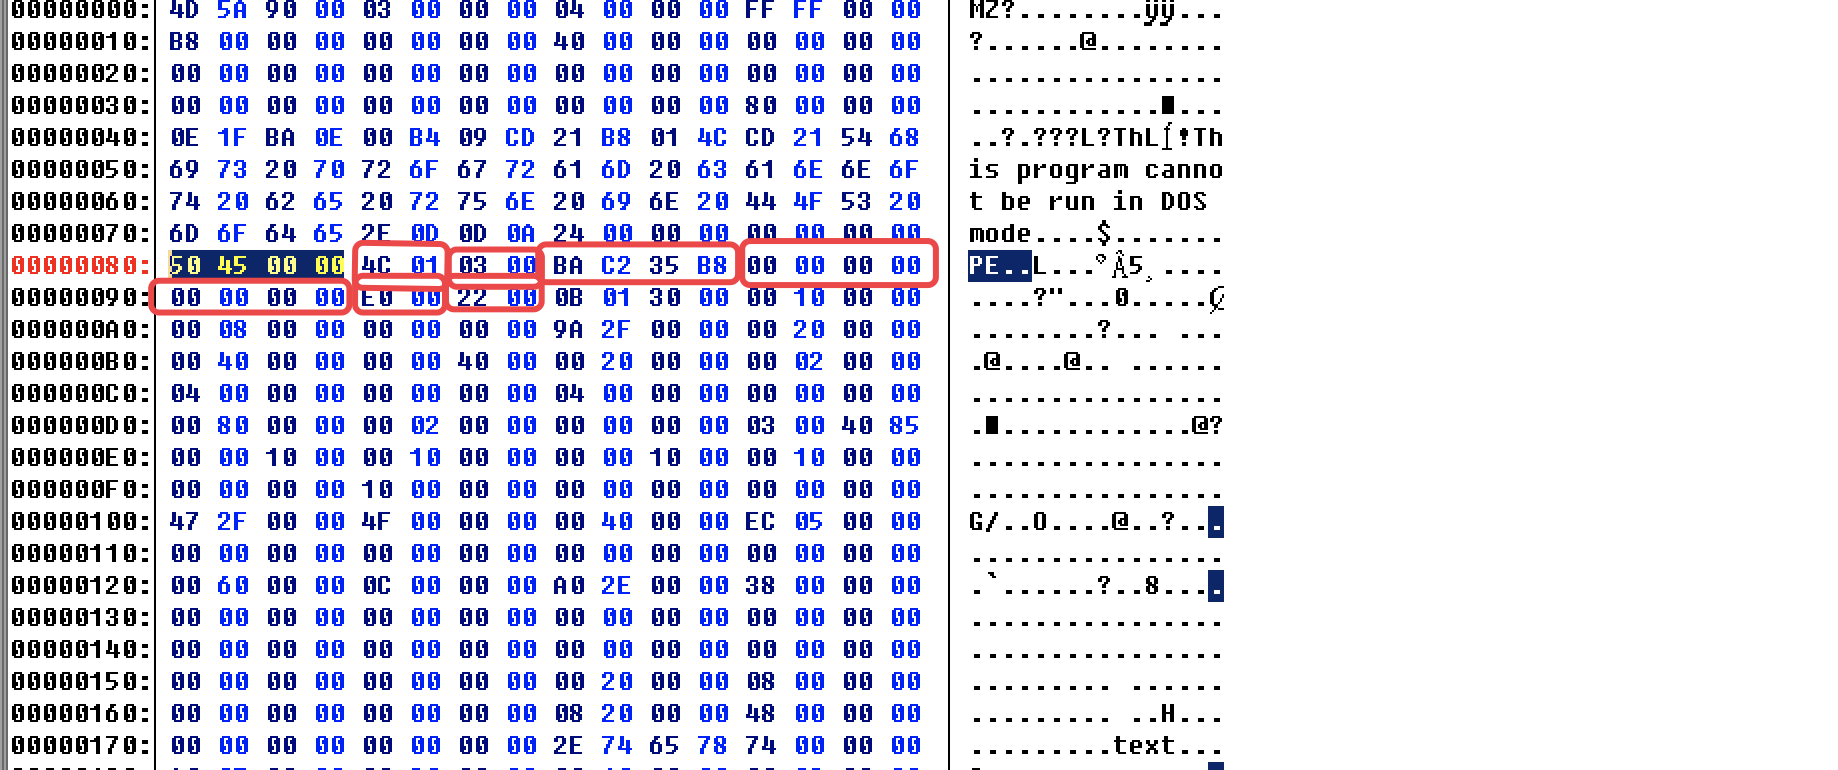 00000000: 4D 5A 90 00 03 00 00 00 04 00 00 00 FF FF 00 00 MZ?........ÿÿ...
00000010: B8 00 00 00 00 00 00 00 40 00 00 00 00 00 00 00 ?......@........
00000020: 00 00 00 00 00 00 00 00 00 00 00 00 00 00 00 00 ................
00000030: 00 00 00 00 00 00 00 00 00 00 00 00 80 00 00 00 ............█...
00000040: 0E 1F BA 0E 00 B4 09 CD 21 B8 01 4C CD 21 54 68 ..?.???L?ThLʃ!Th
00000050: 69 73 20 70 72 6F 67 72 61 6D 20 63 61 6E 6E 6F is program canno
00000060: 74 20 62 65 20 72 75 6E 20 69 6E 20 44 4F 53 20 t be run in DOS
00000070: 6D 6F 64 65 2E 0D 0D 0A 24 00 00 00 00 00 00 00 mode....$.......
00000080: 50 45 00 00 4C 01 03 00 BA C2 35 B8 00 00 00 00 PE..L...°Â5¸....
00000090: 00 00 00 00 E0 00 22 00 0B 01 30 00 00 10 00 00 ....?"...0.....Ø
000000A0: 00 08 00 00 00 00 00 00 9A 2F 00 00 00 20 00 00 ........?... ...
000000B0: 00 40 00 00 00 00 40 00 00 20 00 00 00 02 00 00 .@....@.. ......
000000C0: 04 00 00 00 00 00 00 00 04 00 00 00 00 00 00 00 ................
000000D0: 00 80 00 00 00 02 00 00 00 00 00 00 03 00 40 85 .█............@?
000000E0: 00 00 10 00 00 10 00 00 00 00 10 00 00 10 00 00 ................
000000F0: 00 00 00 00 10 00 00 00 00 00 00 00 00 00 00 00 ................
00000100: 47 2F 00 00 4F 00 00 00 00 40 00 00 EC 05 00 00 G/..O....@..?...
00000110: 00 00 00 00 00 00 00 00 00 00 00 00 00 00 00 00 ................
00000120: 00 60 00 00 0C 00 00 00 A0 2E 00 00 38 00 00 00 .`......?..8....
00000130: 00 00 00 00 00 00 00 00 00 00 00 00 00 00 00 00 ................
00000140: 00 00 00 00 00 00 00 00 00 00 00 00 00 00 00 00 ................
00000150: 00 00 00 00 00 00 00 00 00 20 00 00 08 00 00 00 ......... ......
00000160: 00 00 00 00 00 00 00 00 08 20 00 00 48 00 00 00 ......... ..H...
00000170: 00 00 00 00 00 00 00 00 2E 74 65 78 74 00 00 00 .........text...